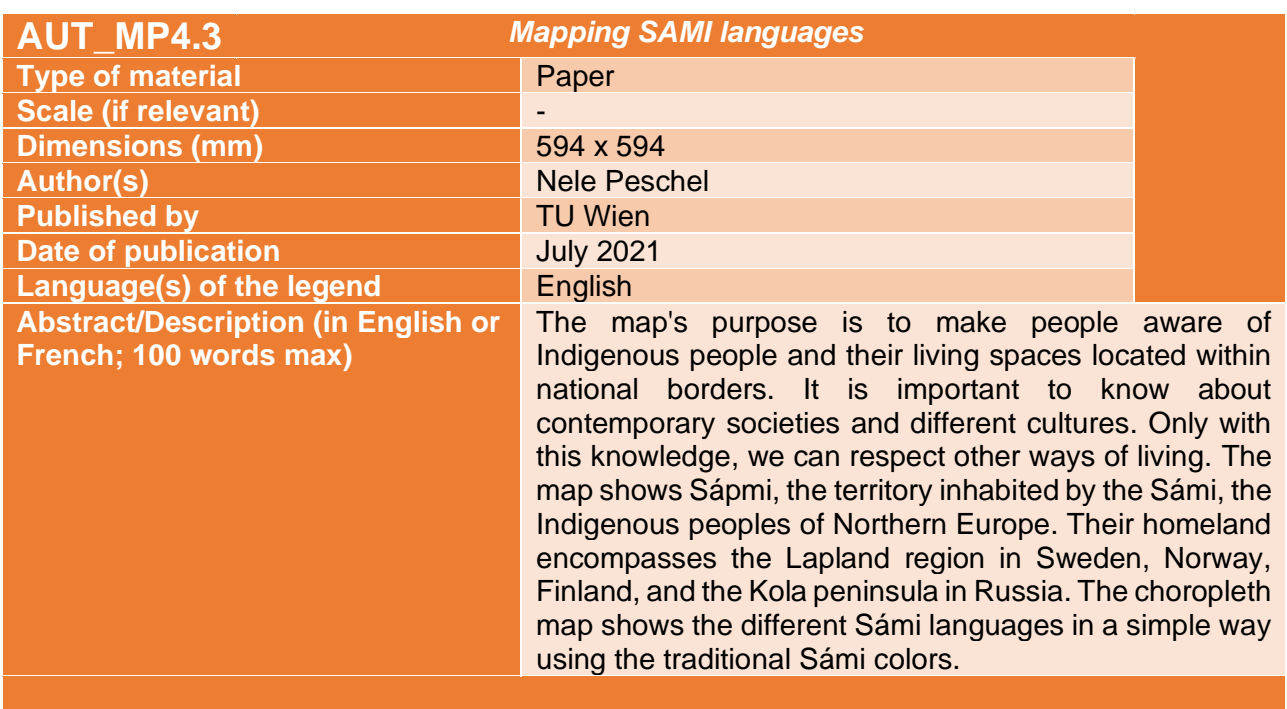 AUT_MP4.3 Mapping SAMI languages
Type of material Paper
Scale (if relevant) -
Dimensions (mm) 594 x 594
Author(s) Nele Peschel
Published by TU Wien
Date of publication July 2021
Language(s) of the legend English
Abstract/Description (in English or
French; 100 words max)
The map's purpose is to make people aware of
Indigenous people and their living spaces located within
national borders. It is important to know about
contemporary societies and different cultures. Only with
this knowledge, we can respect other ways of living. The
map shows Sápmi, the territory inhabited by the Sámi, the
Indigenous peoples of Northern Europe. Their homeland
encompasses the Lapland region in Sweden, Norway,
Finland, and the Kola peninsula in Russia. The choropleth
map shows the different Sámi languages in a simple way
using the traditional Sámi colors.